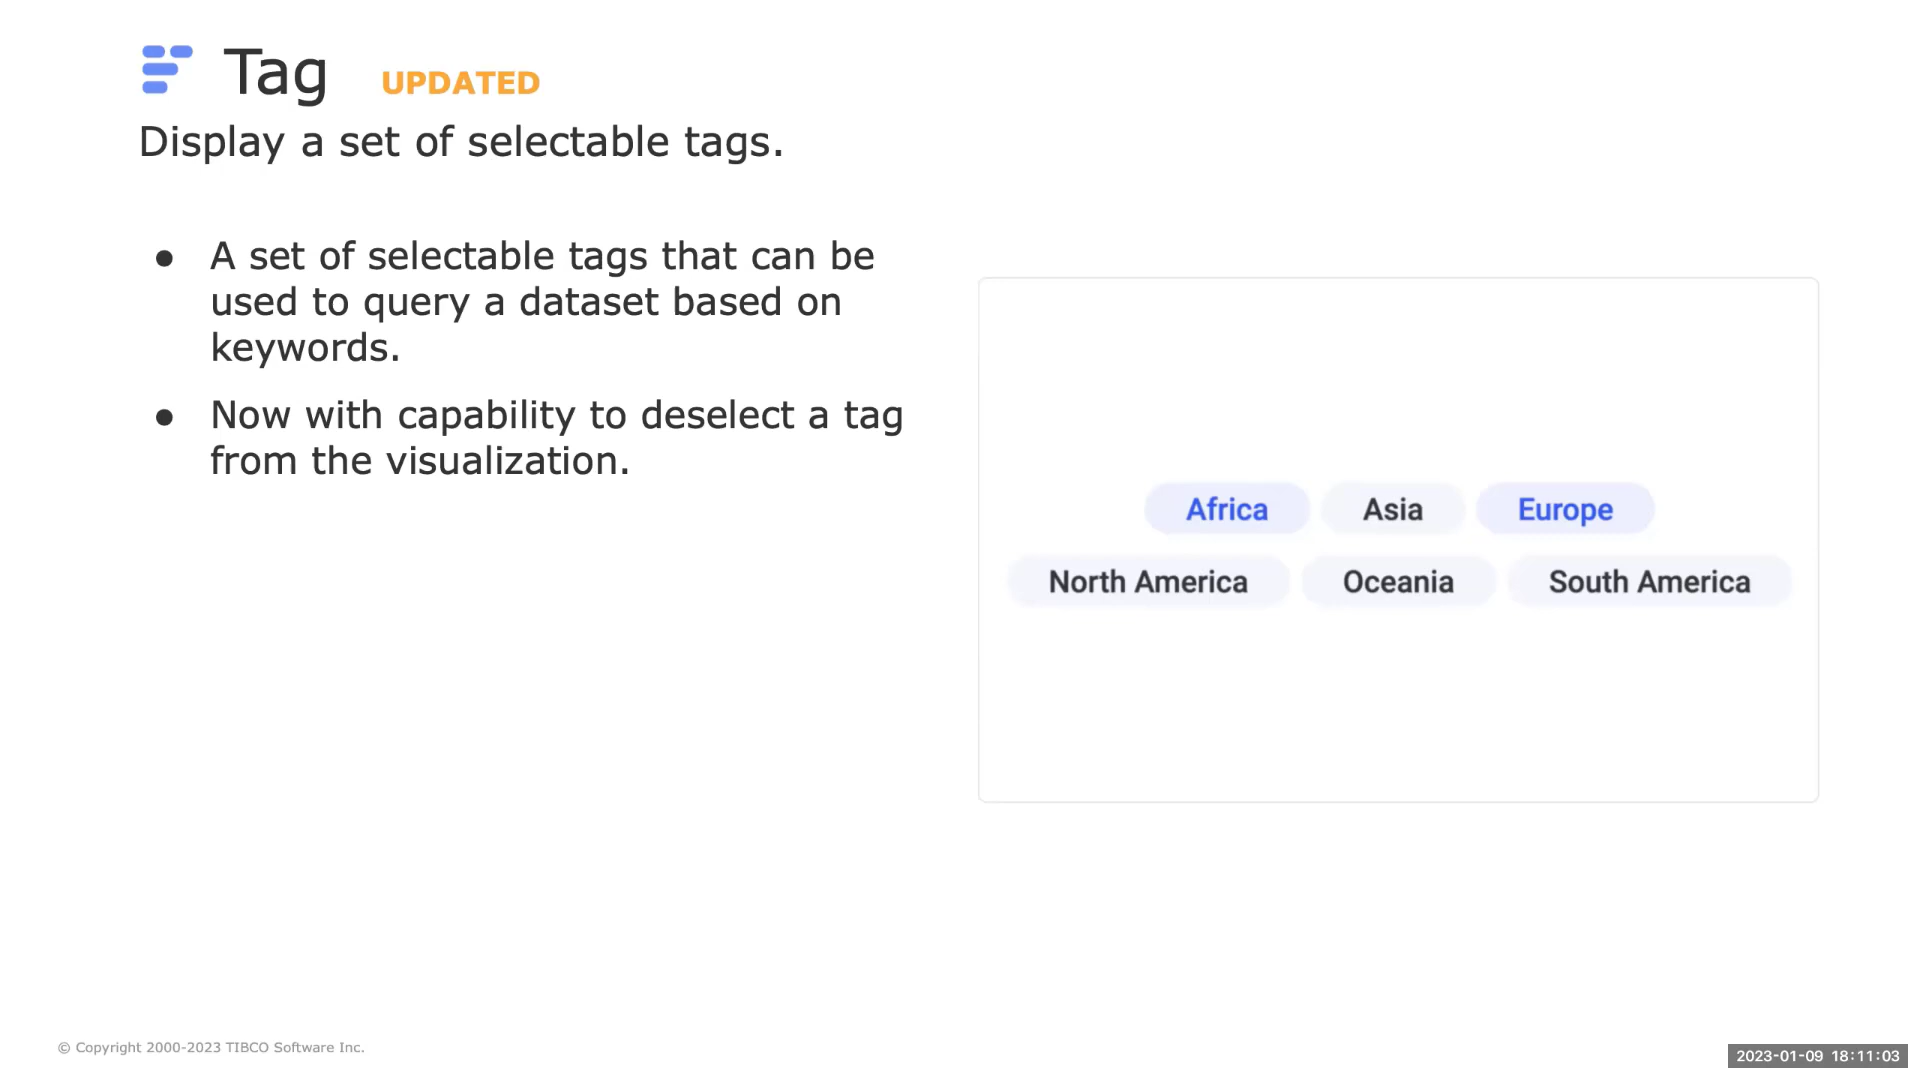 Tag UPDATED
Display a set of selectable tags.
● A set of selectable tags that can be
used to query a dataset based on
keywords.
● Now with capability to deselect a tag
from the visualization.
Africa Asia Europe
North America Oceania South America
© Copyright 2000-2023 TIBCO Software Inc.
2023-01-09 18:11:03